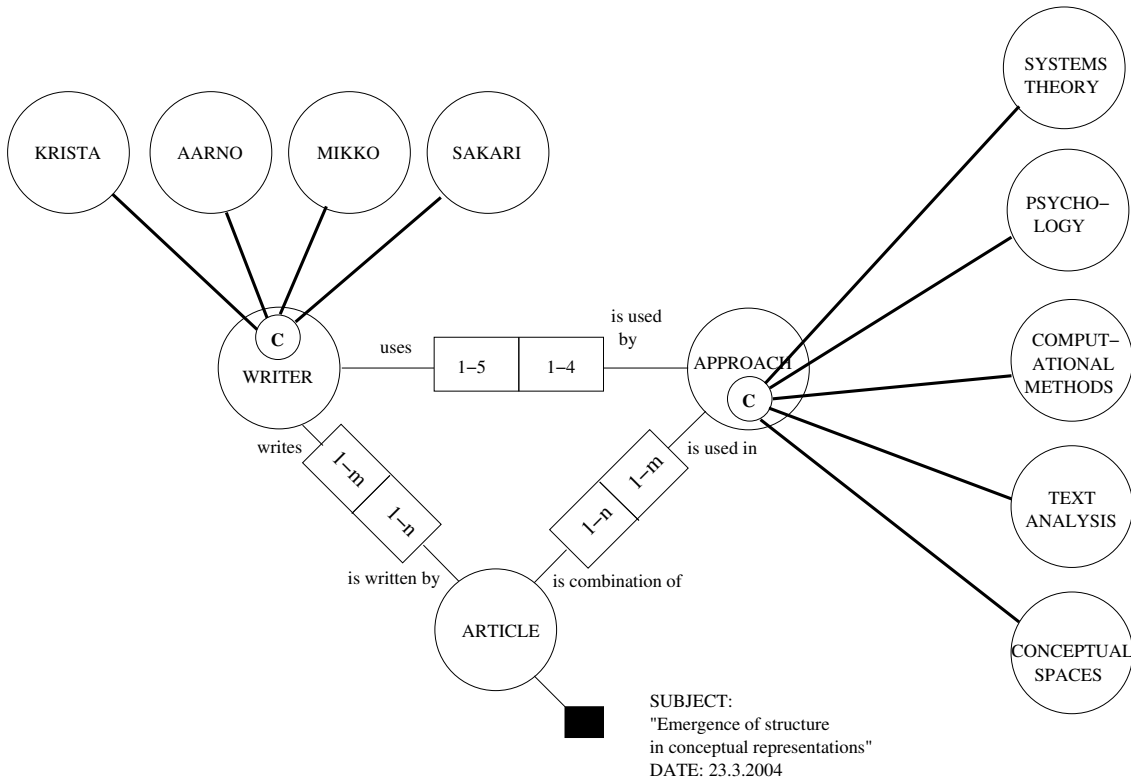 SYSTEMS
THEORY
KRISTA
AARNO
MIKKO
SAKARI
PSYCHO−
LOGY
C
WRITER
uses
1−5
1−4
is used
by
APPROACH
C
COMPUT−
ATIONAL
METHODS
writes
1−m
1−n
is used in
1−m
1−n
is written by
is combination of
TEXT
ANALYSIS
ARTICLE
CONCEPTUAL
SPACES
SUBJECT:
"Emergence of structure
in conceptual representations"
DATE: 23.3.2004